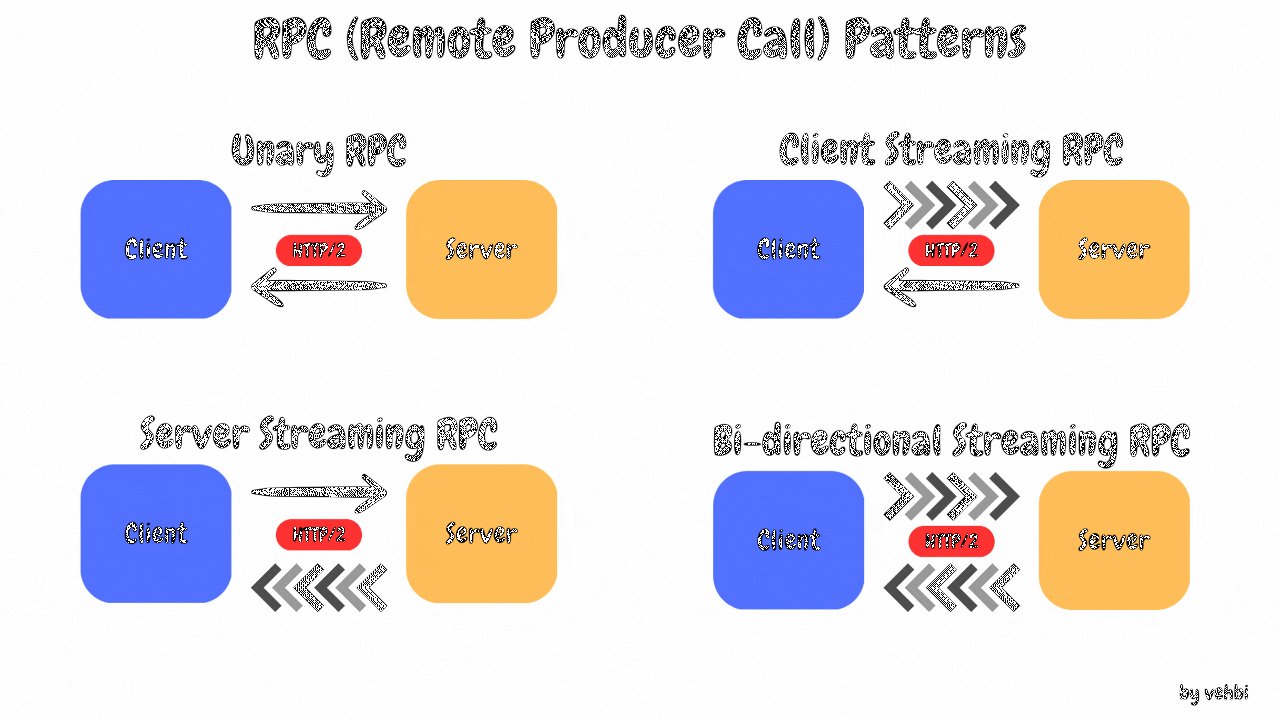 RPC (Remote Producer Call) Patterns
Unary RPC
Client
HTTP/2
Server
Client Streaming RPC
Client
HTTP/2
Server
Server Streaming RPC
Client
HTTP/2
Server
Bi-directional Streaming RPC
Client
HTTP/2
Server
by vehbi